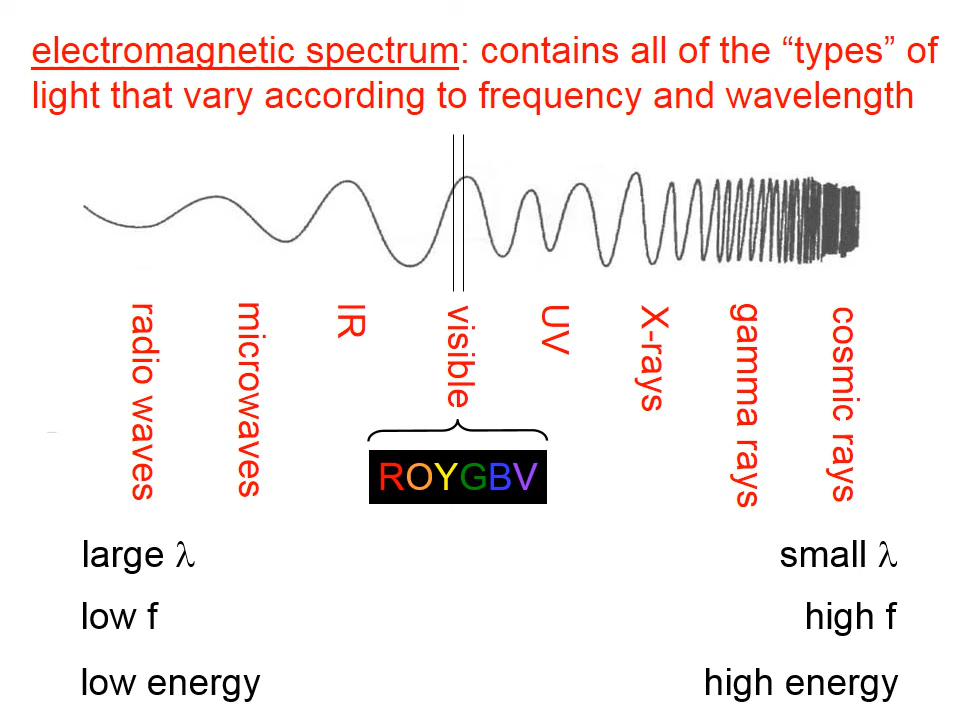 electromagnetic spectrum: contains all of the “types” of
light that vary according to frequency and wavelength
radio waves
microwaves
IR
visible
UV
X-rays
gamma rays
cosmic rays
ROYGBV
large λ
small λ
low f
high f
low energy
high energy